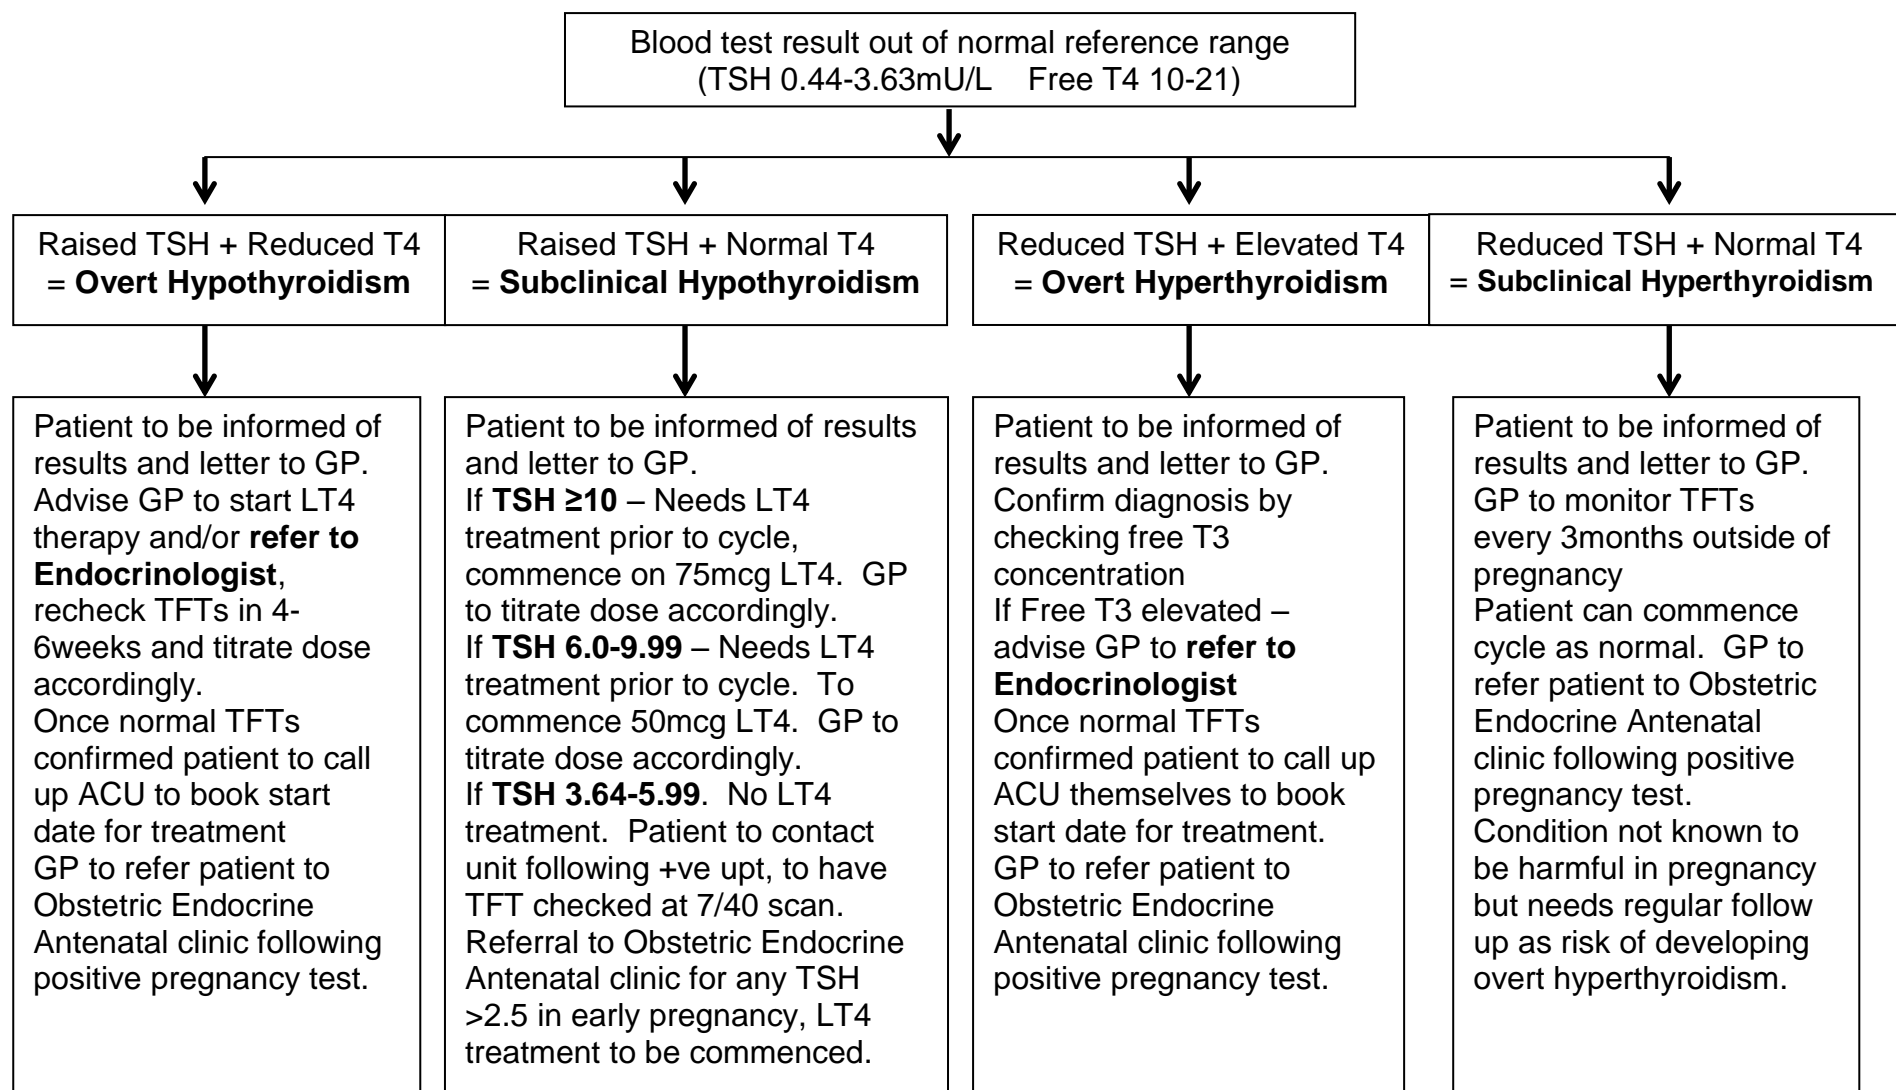 Blood test result out of normal reference range
(TSH 0.44-3.63mU/L Free T4 10-21)
Raised TSH + Reduced T4
= Overt Hypothyroidism
Raised TSH + Normal T4
= Subclinical Hypothyroidism
Reduced TSH + Elevated T4
= Overt Hyperthyroidism
Reduced TSH + Normal T4
= Subclinical Hyperthyroidism
Patient to be informed of
results and letter to GP.
Advise GP to start LT4
therapy and/or refer to
Endocrinologist,
recheck TFTs in 4-
6weeks and titrate dose
accordingly.
Once normal TFTs
confirmed patient to call
up ACU to book start
date for treatment
GP to refer patient to
Obstetric Endocrine
Antenatal clinic following
positive pregnancy test.
Patient to be informed of results
and letter to GP.
If TSH ≥10 – Needs LT4
treatment prior to cycle,
commence on 75mcg LT4. GP
to titrate dose accordingly.
If TSH 6.0-9.99 – Needs LT4
treatment prior to cycle. To
commence 50mcg LT4. GP to
titrate dose accordingly.
If TSH 3.64-5.99. No LT4
treatment. Patient to contact
unit following +ve upt, to have
TFT checked at 7/40 scan.
Referral to Obstetric Endocrine
Antenatal clinic for any TSH
>2.5 in early pregnancy, LT4
treatment to be commenced.
Patient to be informed of
results and letter to GP.
Confirm diagnosis by
checking free T3
concentration
If Free T3 elevated –
advise GP to refer to
Endocrinologist
Once normal TFTs
confirmed patient to call up
ACU themselves to book
start date for treatment.
GP to refer patient to
Obstetric Endocrine
Antenatal clinic following
positive pregnancy test.
Patient to be informed of
results and letter to GP.
GP to monitor TFTs
every 3months outside of
pregnancy
Patient can commence
cycle as normal. GP to
refer patient to Obstetric
Endocrine Antenatal
clinic following positive
pregnancy test.
Condition not known to
be harmful in pregnancy
but needs regular follow
up as risk of developing
overt hyperthyroidism.